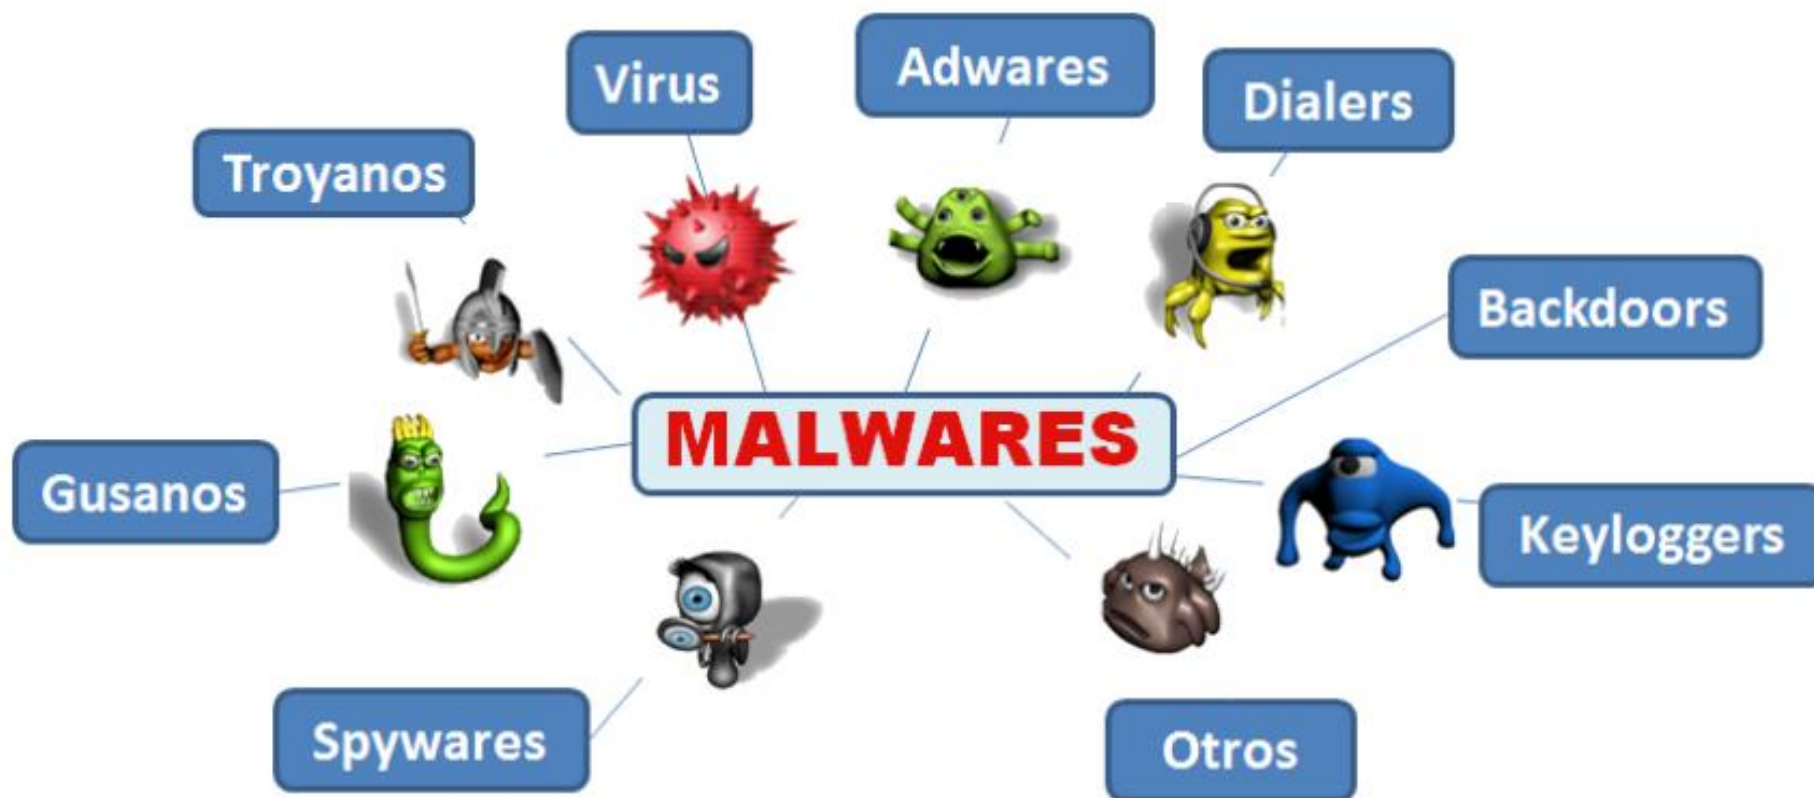 Virus
Adwares
Dialers
Troyanos
Backdoors
MALWARES
Gusanos
Keyloggers
Spywares
Otros